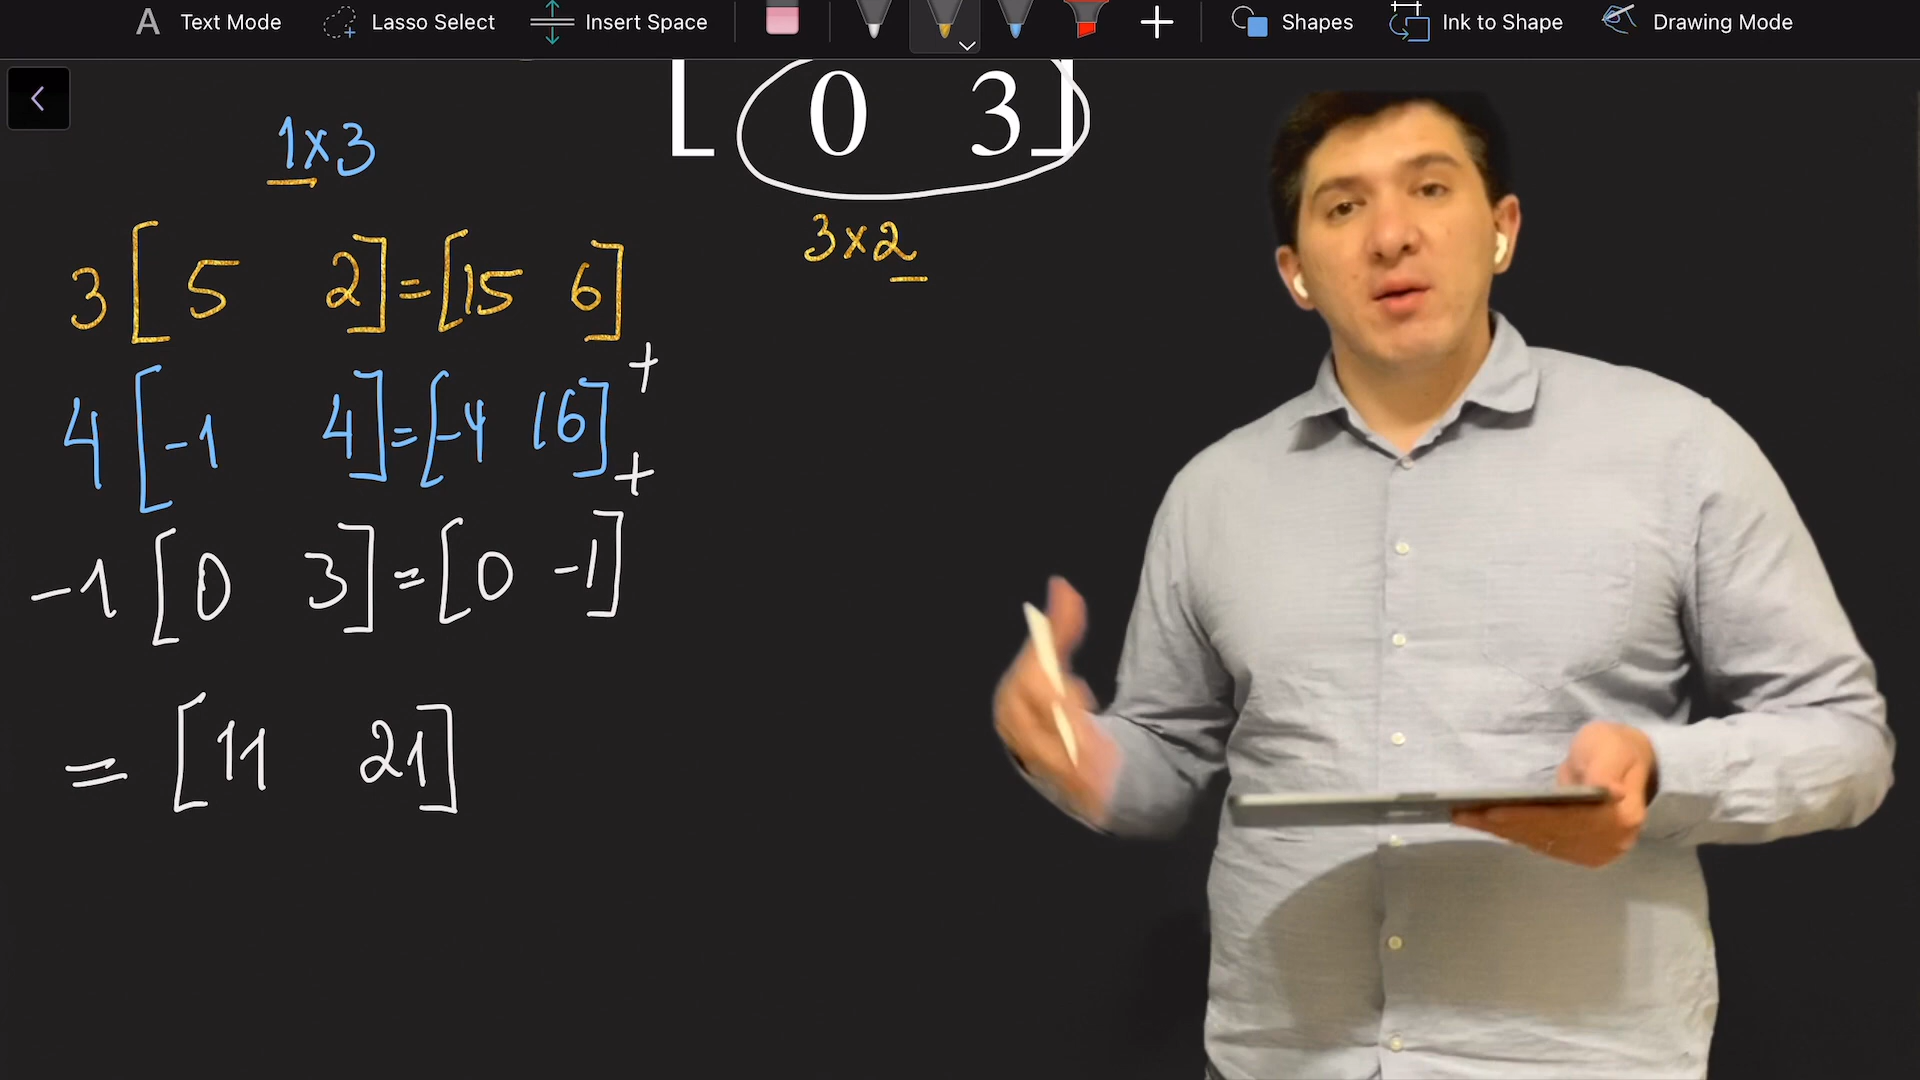 Text Mode Lasso Select Insert Space Shapes Ink to Shape Drawing Mode
[ 0 3 ]
1x3
3x2
3 [ 5 2 ] = [ 15 6 ]
+
4 [ -1 4 ] = [ -4 16 ]
+
-1 [ 0 3 ] = [ 0 -1 ]
= [ 11 21 ]